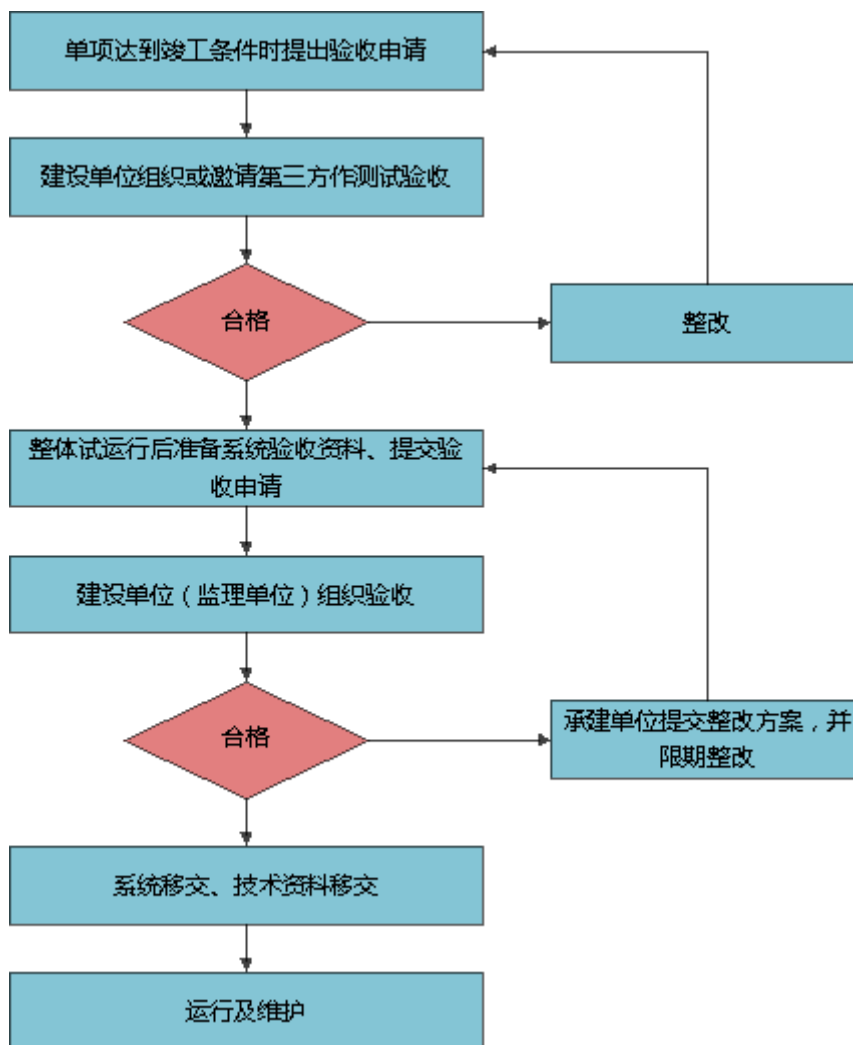 单项达到竣工条件时提出验收申请
建设单位组织或邀请第三方作测试验收
合格
整改
整体试运行后准备系统验收资料、提交验
收申请
建设单位（监理单位）组织验收
合格
承建单位提交整改方案，并
限期整改
系统移交、技术资料移交
运行及维护